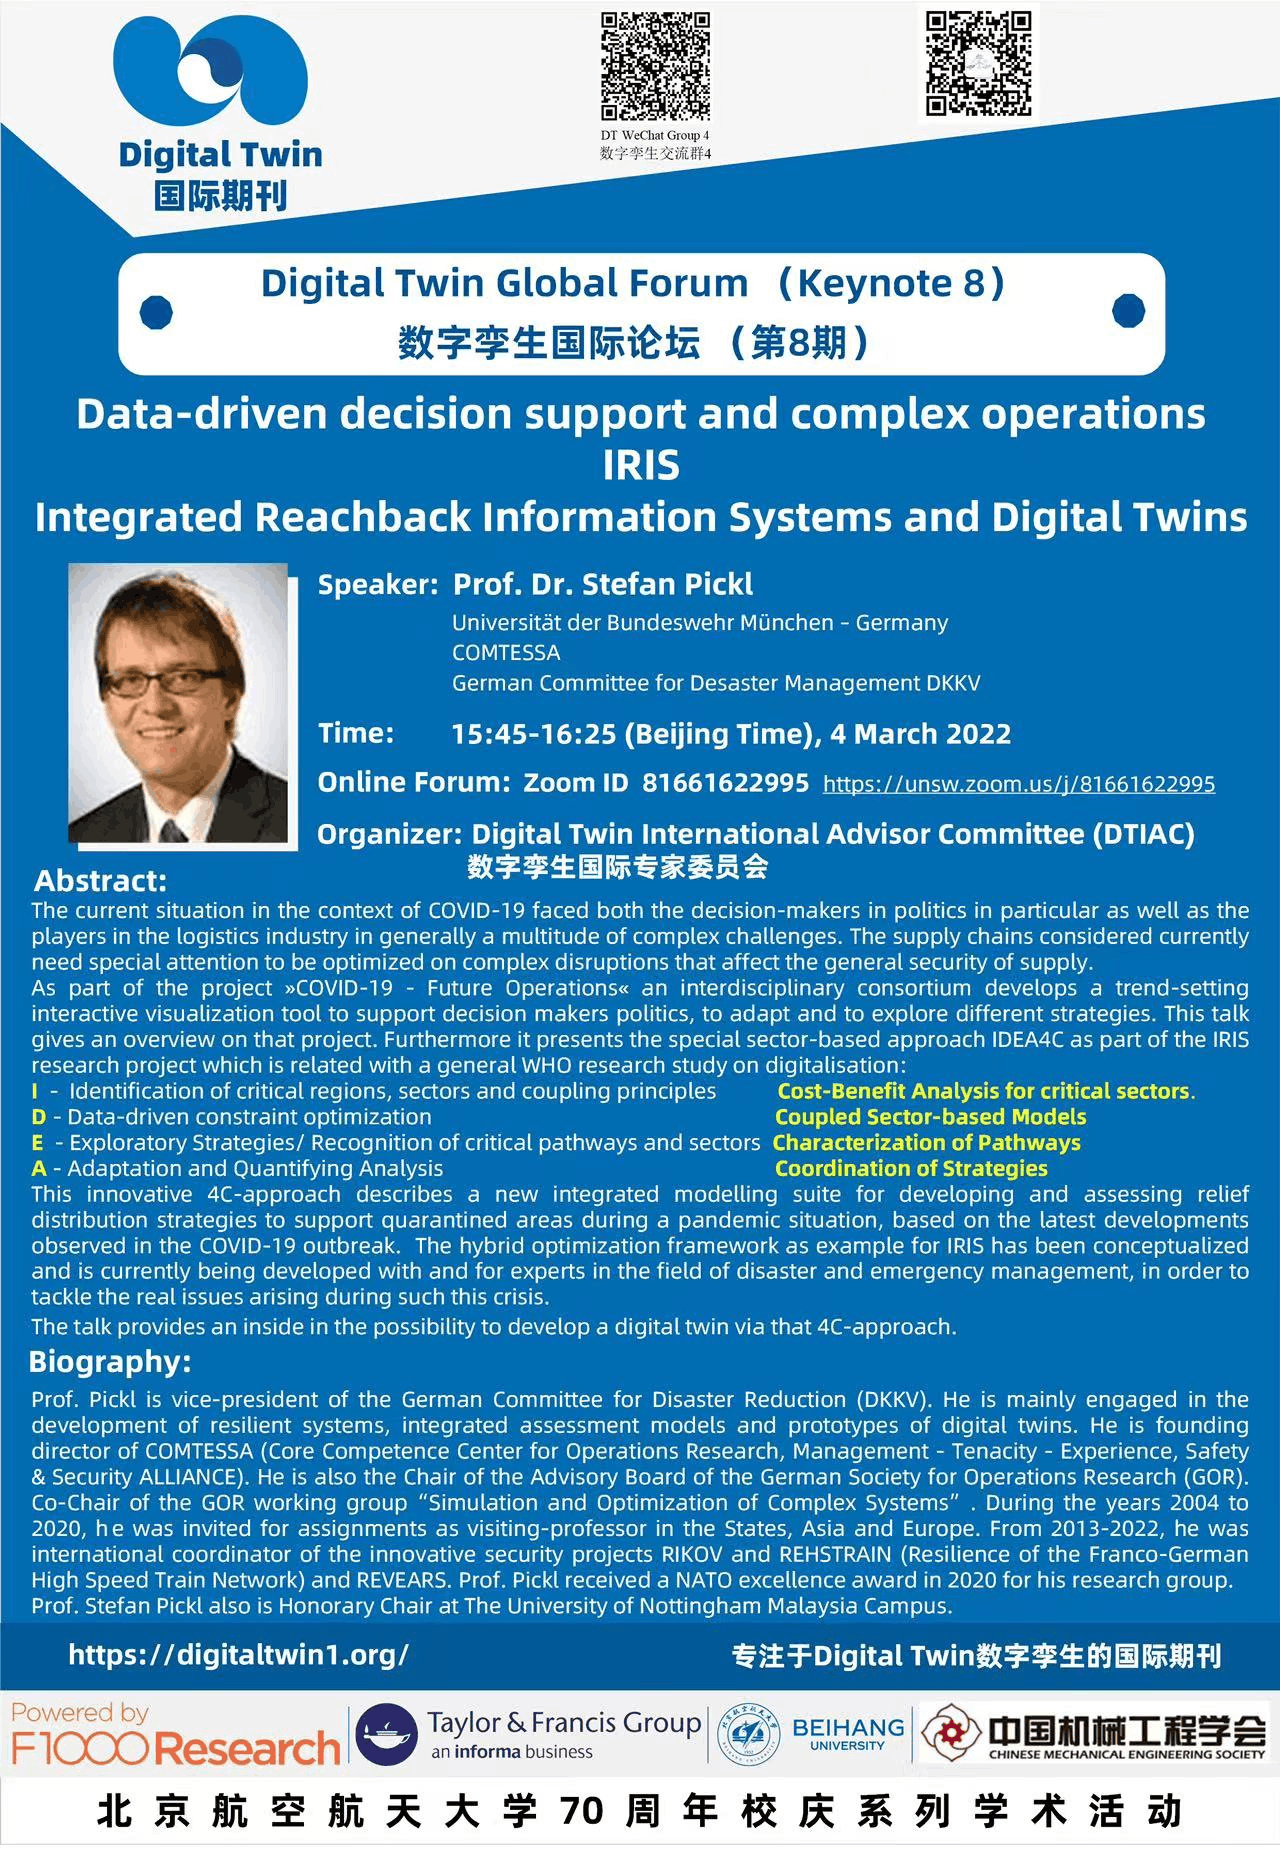 DT WeChat Group 4
数字孪生交流群4
Digital Twin
国际期刊
Digital Twin Global Forum （Keynote 8）
数字孪生国际论坛 （第8期）
Data-driven decision support and complex operations
IRIS
Integrated Reachback Information Systems and Digital Twins
Speaker: Prof. Dr. Stefan Pickl
Universität der Bundeswehr München – Germany
COMTESSA
German Committee for Desaster Management DKKV
Time: 15:45-16:25 (Beijing Time), 4 March 2022
Online Forum: Zoom ID 81661622995 https://unsw.zoom.us/j/81661622995
Organizer: Digital Twin International Advisor Committee (DTIAC)
数字孪生国际专家委员会
Abstract:
The current situation in the context of COVID-19 faced both the decision-makers in politics in particular as well as the
players in the logistics industry in generally a multitude of complex challenges. The supply chains considered currently
need special attention to be optimized on complex disruptions that affect the general security of supply.
As part of the project »COVID-19 - Future Operations« an interdisciplinary consortium develops a trend-setting
interactive visualization tool to support decision makers politics, to adapt and to explore different strategies. This talk
gives an overview on that project. Furthermore it presents the special sector-based approach IDEA4C as part of the IRIS
research project which is related with a general WHO research study on digitalisation:
I - Identification of critical regions, sectors and coupling principles Cost-Benefit Analysis for critical sectors.
D - Data-driven constraint optimization Coupled Sector-based Models
E - Exploratory Strategies/ Recognition of critical pathways and sectors Characterization of Pathways
A - Adaptation and Quantifying Analysis Coordination of Strategies
This innovative 4C-approach describes a new integrated modelling suite for developing and assessing relief
distribution strategies to support quarantined areas during a pandemic situation, based on the latest developments
observed in the COVID-19 outbreak. The hybrid optimization framework as example for IRIS has been conceptualized
and is currently being developed with and for experts in the field of disaster and emergency management, in order to
tackle the real issues arising during such this crisis.
The talk provides an inside in the possibility to develop a digital twin via that 4C-approach.
Biography:
Prof. Pickl is vice-president of the German Committee for Disaster Reduction (DKKV). He is mainly engaged in the
development of resilient systems, integrated assessment models and prototypes of digital twins. He is founding
director of COMTESSA (Core Competence Center for Operations Research, Management - Tenacity - Experience, Safety
& Security ALLIANCE). He is also the Chair of the Advisory Board of the German Society for Operations Research (GOR).
Co-Chair of the GOR working group “Simulation and Optimization of Complex Systems” . During the years 2004 to
2020, he was invited for assignments as visiting-professor in the States, Asia and Europe. From 2013-2022, he was
international coordinator of the innovative security projects RIKOV and REHSTRAIN (Resilience of the Franco-German
High Speed Train Network) and REVEARS. Prof. Pickl received a NATO excellence award in 2020 for his research group.
Prof. Stefan Pickl also is Honorary Chair at The University of Nottingham Malaysia Campus.
https://digitaltwin1.org/ 专注于Digital Twin数字孪生的国际期刊
Powered by
F1000Research
Taylor & Francis Group
an informa business
BEIHANG
UNIVERSITY
中国机械工程学会
CHINESE MECHANICAL ENGINEERING SOCIETY
北京航空航天大学70周年校庆系列学术活动